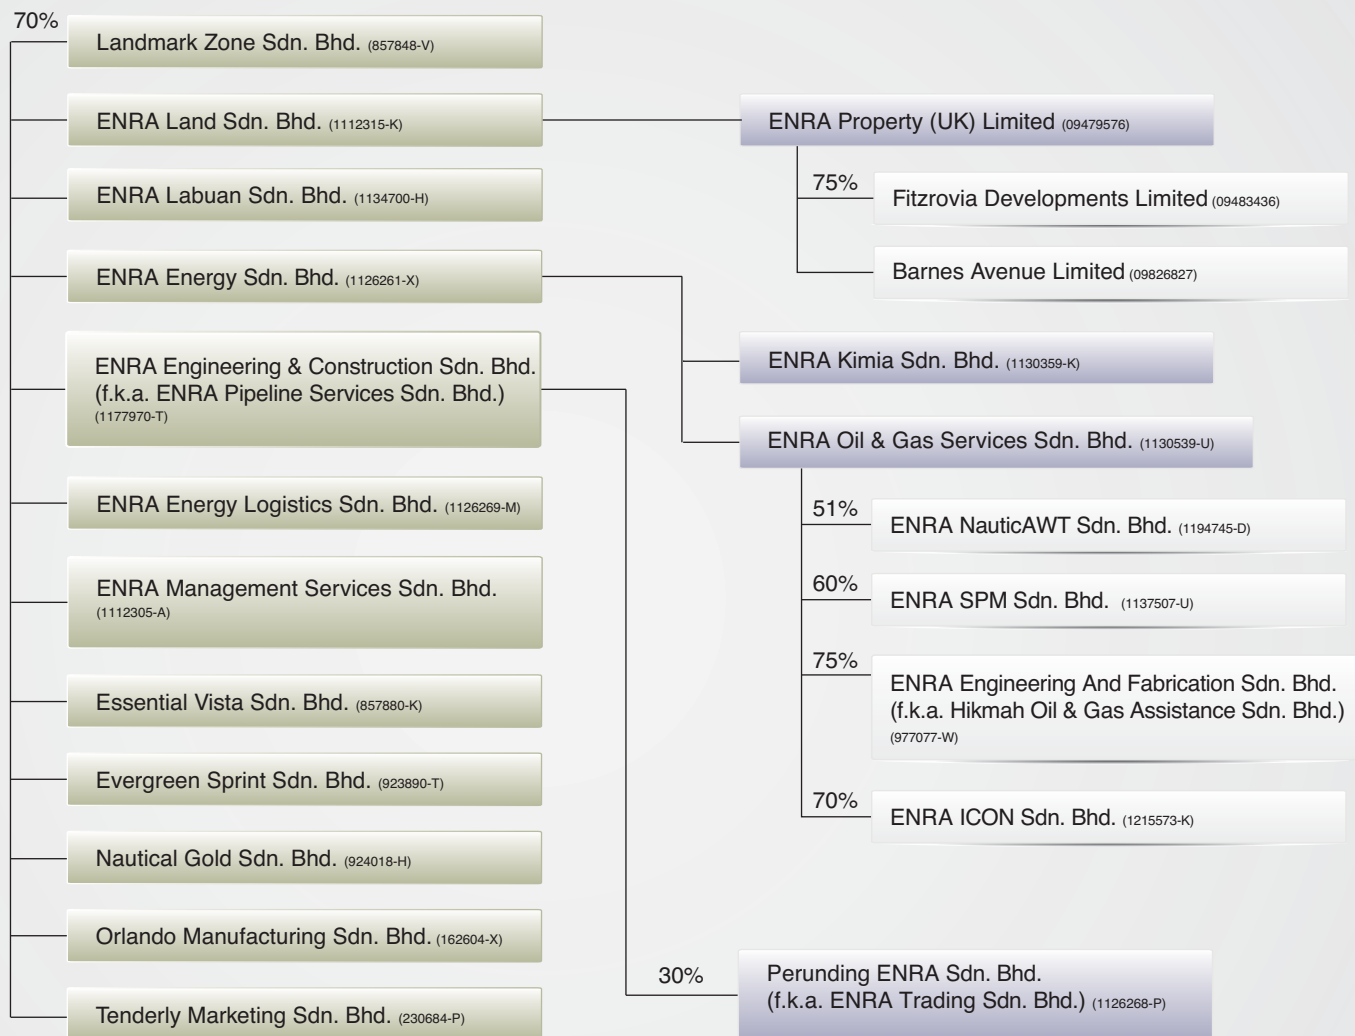 70%
Landmark Zone Sdn. Bhd. (857848-V)
ENRA Land Sdn. Bhd. (1112315-K)
ENRA Labuan Sdn. Bhd. (1134700-H)
ENRA Energy Sdn. Bhd. (1126261-X)
ENRA Engineering & Construction Sdn. Bhd.
(f.k.a. ENRA Pipeline Services Sdn. Bhd.)
(1177970-T)
ENRA Energy Logistics Sdn. Bhd. (1126269-M)
ENRA Management Services Sdn. Bhd.
(1112305-A)
Essential Vista Sdn. Bhd. (857880-K)
Evergreen Sprint Sdn. Bhd. (923890-T)
Nautical Gold Sdn. Bhd. (924018-H)
Orlando Manufacturing Sdn. Bhd. (162604-X)
Tenderly Marketing Sdn. Bhd. (230684-P)
ENRA Property (UK) Limited (09479576)
75%
Fitzrovia Developments Limited (09483436)
Barnes Avenue Limited (09826827)
ENRA Kimia Sdn. Bhd. (1130359-K)
ENRA Oil & Gas Services Sdn. Bhd. (1130539-U)
51%
ENRA NauticAWT Sdn. Bhd. (1194745-D)
60%
ENRA SPM Sdn. Bhd. (1137507-U)
75%
ENRA Engineering And Fabrication Sdn. Bhd.
(f.k.a. Hikmah Oil & Gas Assistance Sdn. Bhd.)
(977077-W)
70%
ENRA ICON Sdn. Bhd. (1215573-K)
30%
Perunding ENRA Sdn. Bhd.
(f.k.a. ENRA Trading Sdn. Bhd.) (1126268-P)